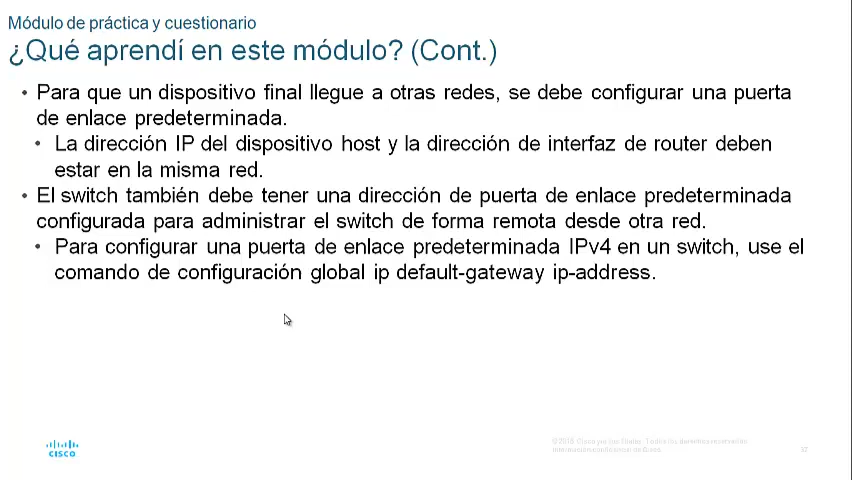 Módulo de práctica y cuestionario
¿Qué aprendí en este módulo? (Cont.)
• Para que un dispositivo final llegue a otras redes, se debe configurar una puerta
de enlace predeterminada.
• La dirección IP del dispositivo host y la dirección de interfaz de router deben
estar en la misma red.
• El switch también debe tener una dirección de puerta de enlace predeterminada
configurada para administrar el switch de forma remota desde otra red.
• Para configurar una puerta de enlace predeterminada IPv4 en un switch, use el
comando de configuración global ip default-gateway ip-address.
CISCO